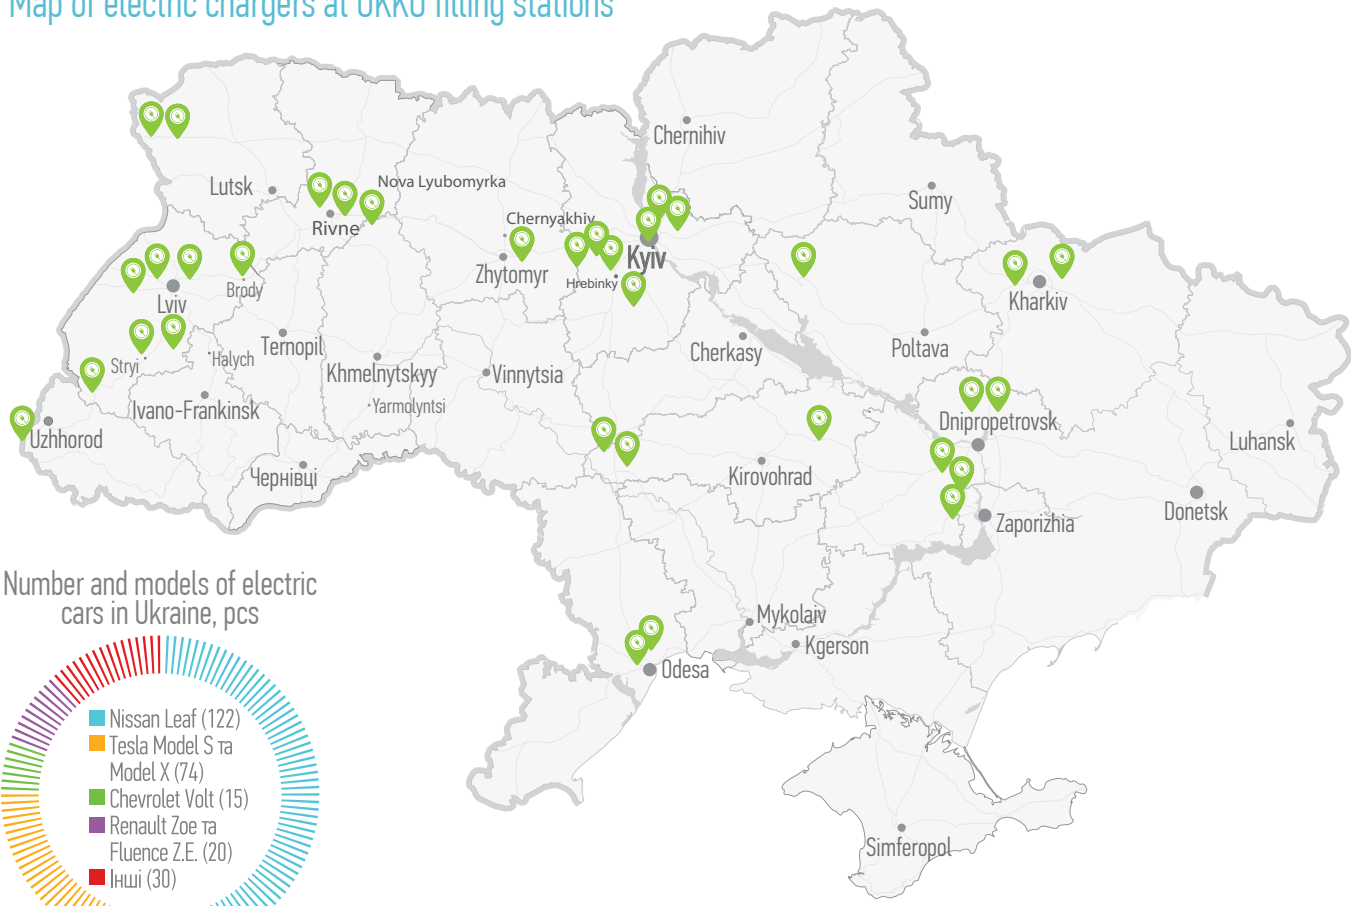 Map of electric chargers at OKKO filling stations
Chernihiv
Lutsk
Nova Lyubomyrka
Sumy
Rivne
Chernyakhiv
Kyiv
Zhytomyr
Hrebinky
Brody
Lviv
Kharkiv
Ternopil
Poltava
Cherkasy
Stryi
Halych
Khmelnytskyy
Vinnytsia
Ivano-Frankinsk
Yarmolyntsi
Dnipropetrovsk
Uzhhorod
Luhansk
Kirovohrad
Чернівці
Donetsk
Zaporizhia
Mykolaiv
Kgerson
Odesa
Simferopol
Number and models of electric
cars in Ukraine, pcs
Nissan Leaf (122)
Tesla Model S та
Model X (74)
Chevrolet Volt (15)
Renault Zoe та
Fluence Z.E. (20)
Інші (30)